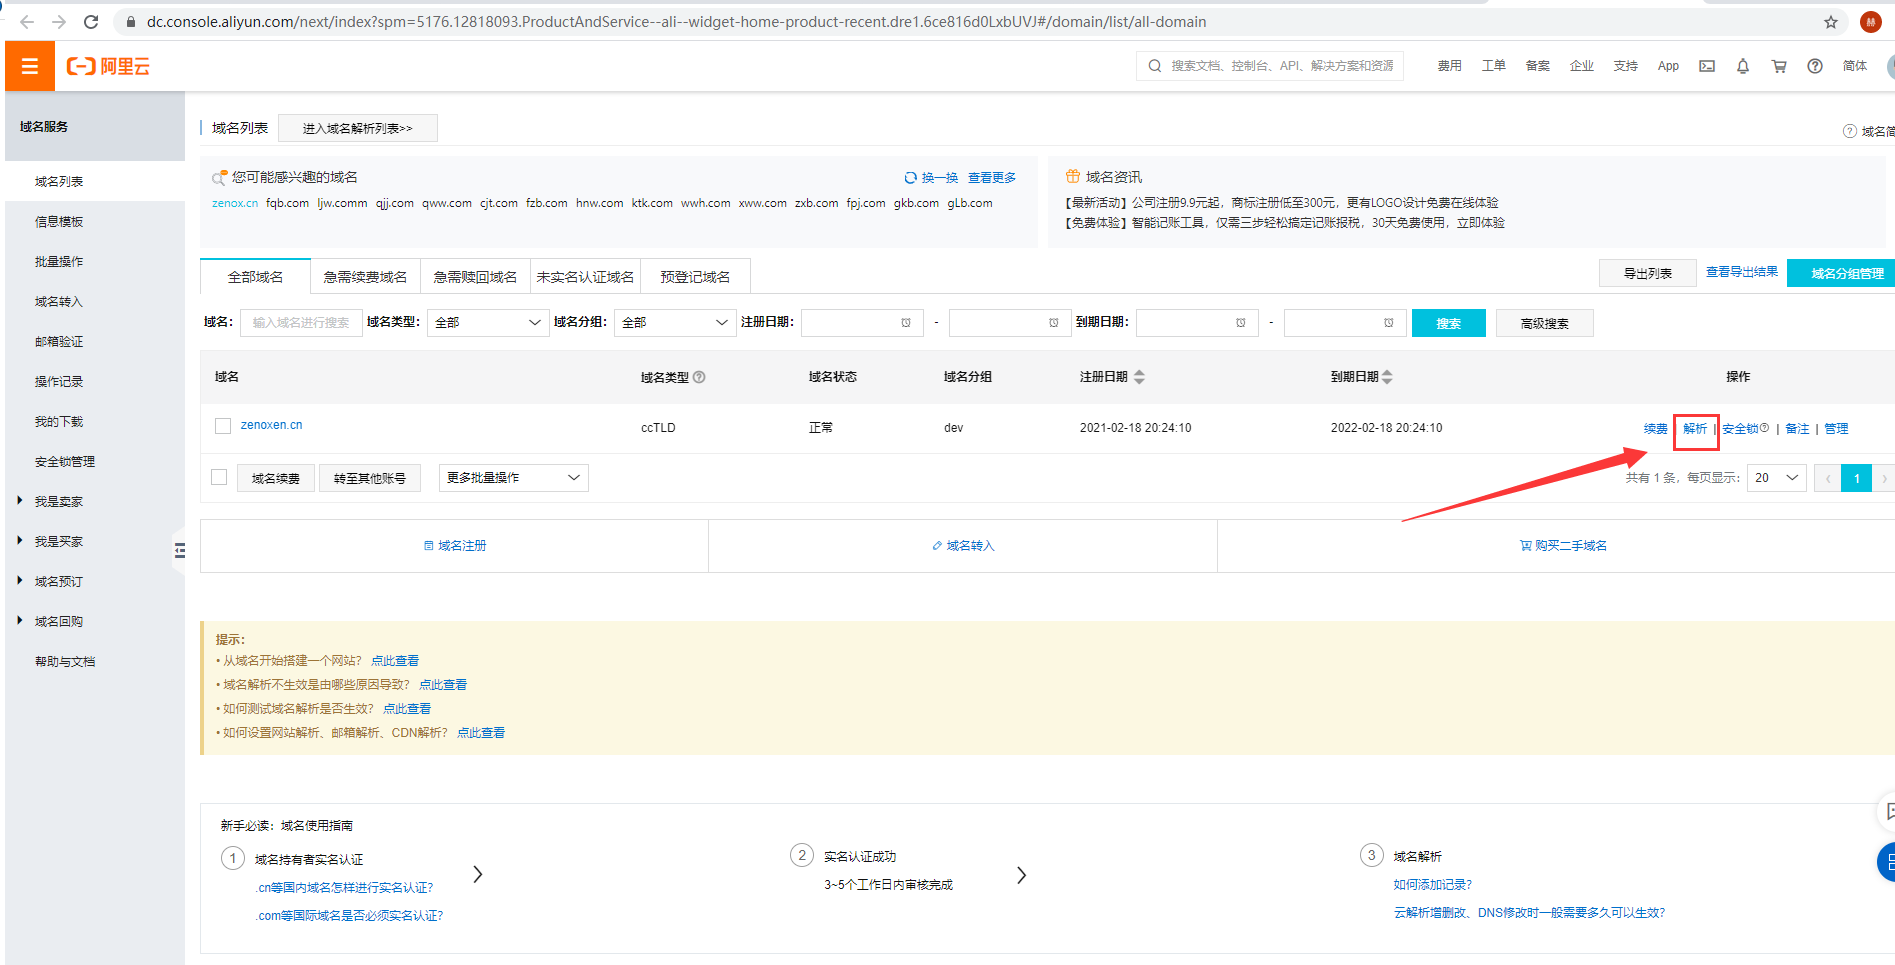 dc.console.aliyun.com/next/index?spm=5176.12818093.ProductAndService--ali--widget-home-product-recent.dre1.6ce816d0LxbUVJ#/domain/list/all-domain
阿里云
搜索文档、控制台、API、解决方案和资源
费用 工单 备案 企业 支持 App 简体
域名服务
域名列表
信息模板
批量操作
域名转入
邮箱验证
操作记录
我的下载
安全锁管理
我是卖家
我是买家
域名预订
域名回购
帮助与文档
域名列表 进入域名解析列表>>
域名简
您可能感兴趣的域名 换一换 查看更多
zenox.cn fqb.com ljw.comm qjj.com qww.com cjt.com fzb.com hnw.com ktk.com wwh.com xww.com zxb.com fpj.com gkb.com gLb.com
域名资讯
【最新活动】公司注册9.9元起，商标注册低至300元，更有LOGO设计免费在线体验
【免费体验】智能记账工具，仅需三步轻松搞定记账报税，30天免费使用，立即体验
全部域名 急需续费域名 急需赎回域名 未实名认证域名 预登记域名
导出列表 查看导出结果 域名分组管理
域名： 输入域名进行搜索 域名类型： 全部 域名分组： 全部 注册日期： - 到期日期： - 搜索 高级搜索
域名 域名类型 域名状态 域名分组 注册日期 到期日期 操作
zenoxen.cn ccTLD 正常 dev 2021-02-18 20:24:10 2022-02-18 20:24:10 续费 | 解析 | 安全锁 | 备注 | 管理
域名续费 转至其他账号 更多批量操作
共有 1 条，每页显示： 20 1
域名注册 域名转入 购买二手域名
提示：
• 从域名开始搭建一个网站？ 点此查看
• 域名解析不生效是由哪些原因导致？ 点此查看
• 如何测试域名解析是否生效？ 点此查看
• 如何设置网站解析、邮箱解析、CDN解析？ 点此查看
新手必读：域名使用指南
1 域名持有者实名认证
.cn等国内域名怎样进行实名认证？
.com等国际域名是否必须实名认证？
2 实名认证成功
3~5个工作日内审核完成
3 域名解析
如何添加记录？
云解析增删改、DNS修改时一般需要多久可以生效？